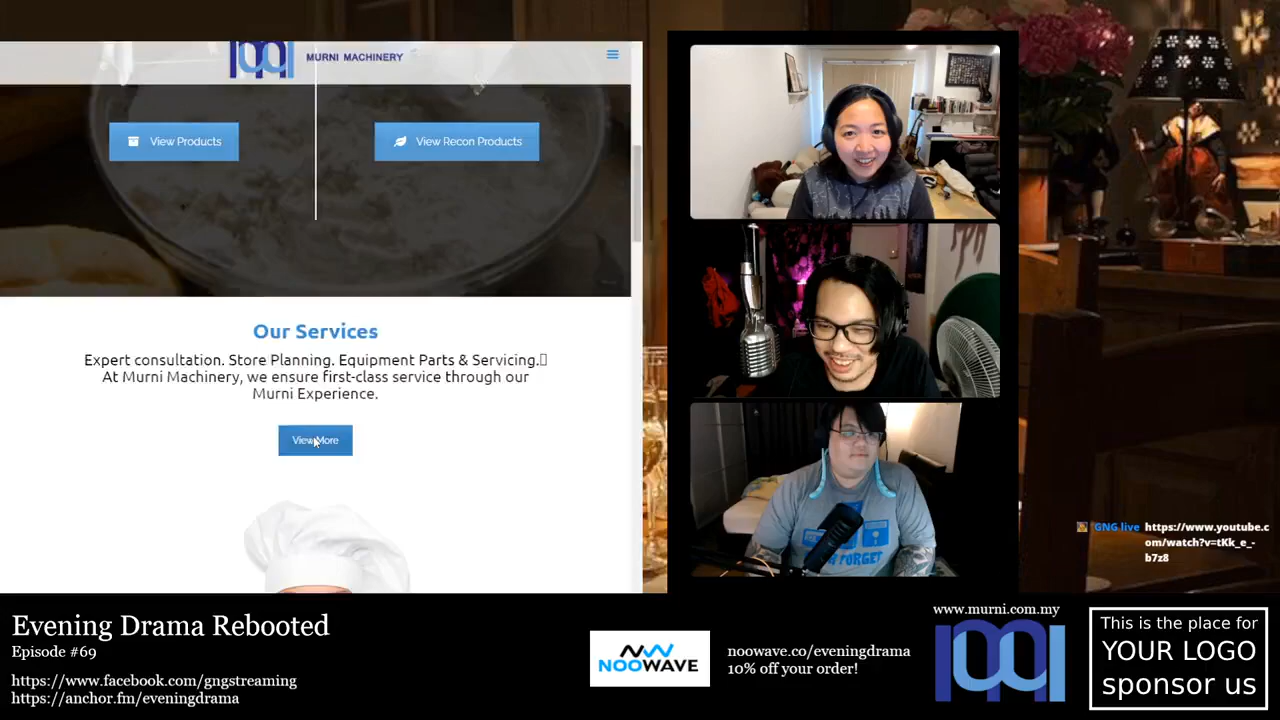 MURNI MACHINERY
View Products
View Recon Products
Our Services
Expert consultation. Store Planning. Equipment Parts & Servicing.
At Murni Machinery, we ensure first-class service through our
Murni Experience.
View More
FORGET
GNG live https://www.youtube.c
om/watch?v=tKk_e_-
b7z8
Evening Drama Rebooted
Episode #69
https://www.facebook.com/gngstreaming
https://anchor.fm/eveningdrama
NOOWAVE
noowave.co/eveningdrama
10% off your order!
www.murni.com.my
This is the place for
YOUR LOGO
sponsor us